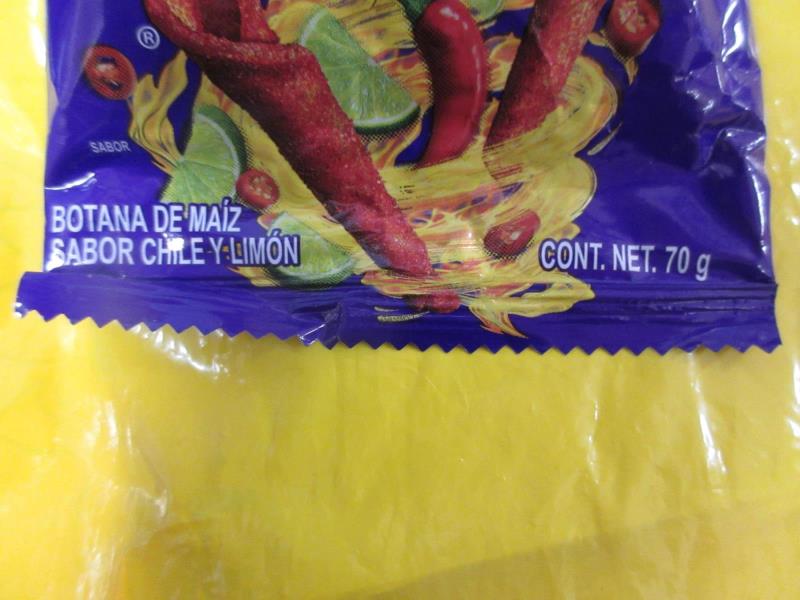 ®
SABOR
BOTANA DE MAíZ
SABOR CHILE Y LIMÓN
CONT. NET. 70 g